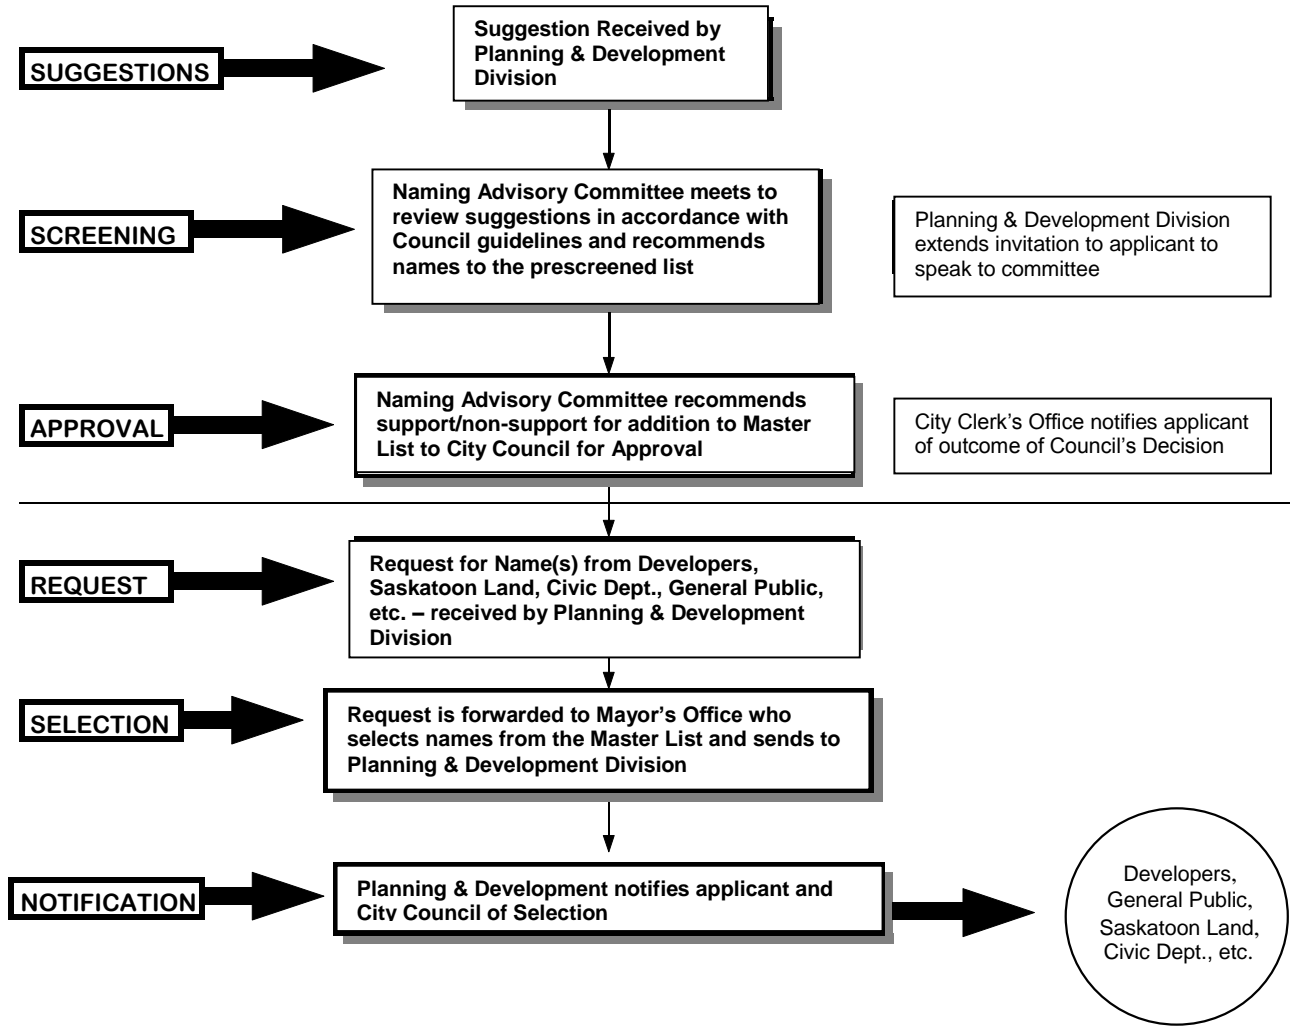 SUGGESTIONS
Suggestion Received by
Planning & Development
Division
SCREENING
Naming Advisory Committee meets to
review suggestions in accordance with
Council guidelines and recommends
names to the prescreened list
Planning & Development Division
extends invitation to applicant to
speak to committee
APPROVAL
Naming Advisory Committee recommends
support/non-support for addition to Master
List to City Council for Approval
City Clerk’s Office notifies applicant
of outcome of Council’s Decision
REQUEST
Request for Name(s) from Developers,
Saskatoon Land, Civic Dept., General Public,
etc. – received by Planning & Development
Division
SELECTION
Request is forwarded to Mayor’s Office who
selects names from the Master List and sends to
Planning & Development Division
NOTIFICATION
Planning & Development notifies applicant and
City Council of Selection
Developers,
General Public,
Saskatoon Land,
Civic Dept., etc.